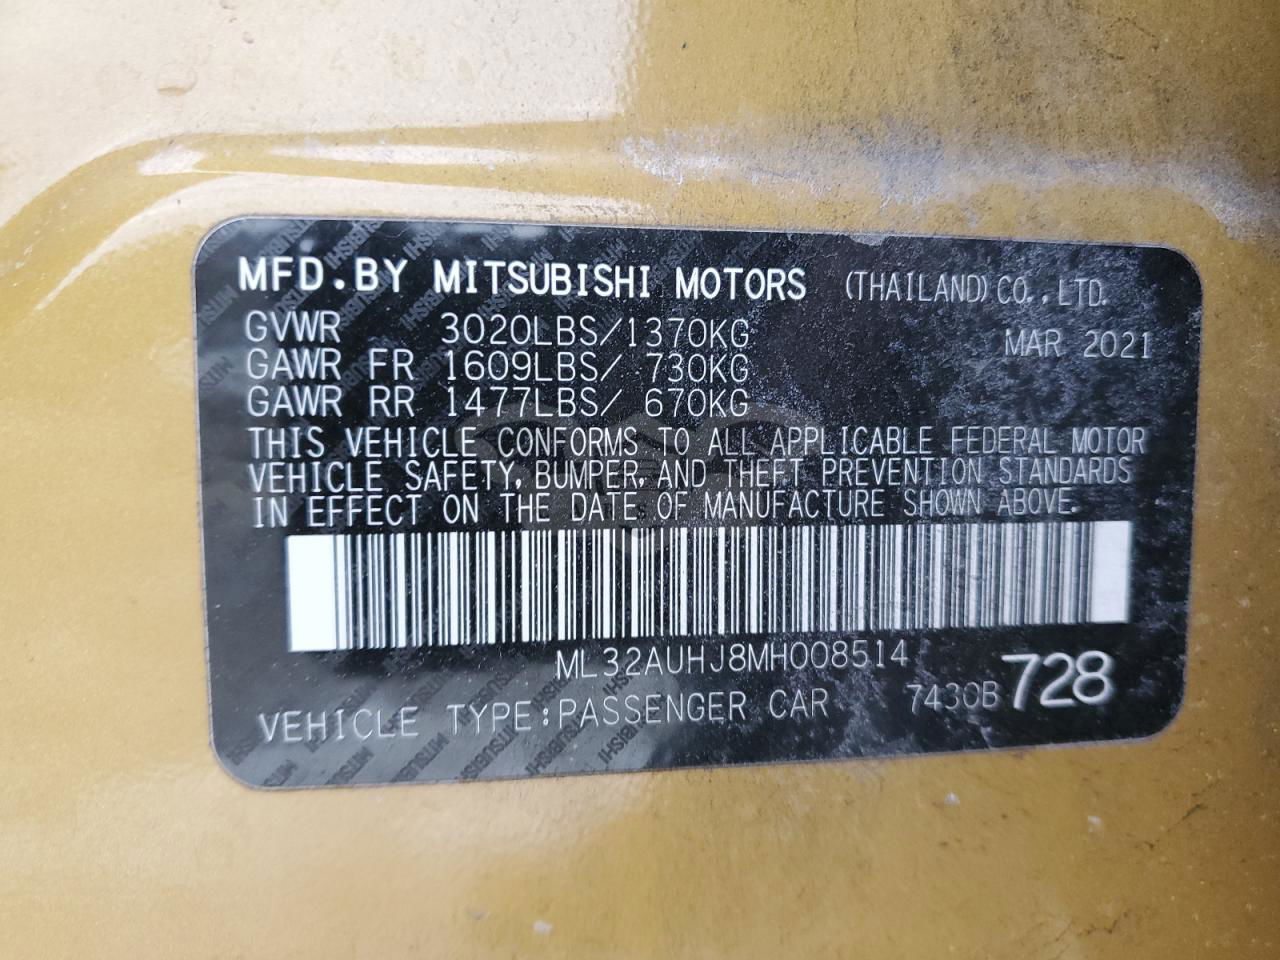 MFD.BY MITSUBISHI MOTORS (THAILAND) CO., LTD.
GVWR 3020LBS/1370KG MAR 2021
GAWR FR 1609LBS/ 730KG
GAWR RR 1477LBS/ 670KG
THIS VEHICLE CONFORMS TO ALL APPLICABLE FEDERAL MOTOR
VEHICLE SAFETY, BUMPER, AND THEFT PREVENTION STANDARDS
IN EFFECT ON THE DATE OF MANUFACTURE SHOWN ABOVE.
ML32AUHJ8MH008514
VEHICLE TYPE:PASSENGER CAR 7430B 728